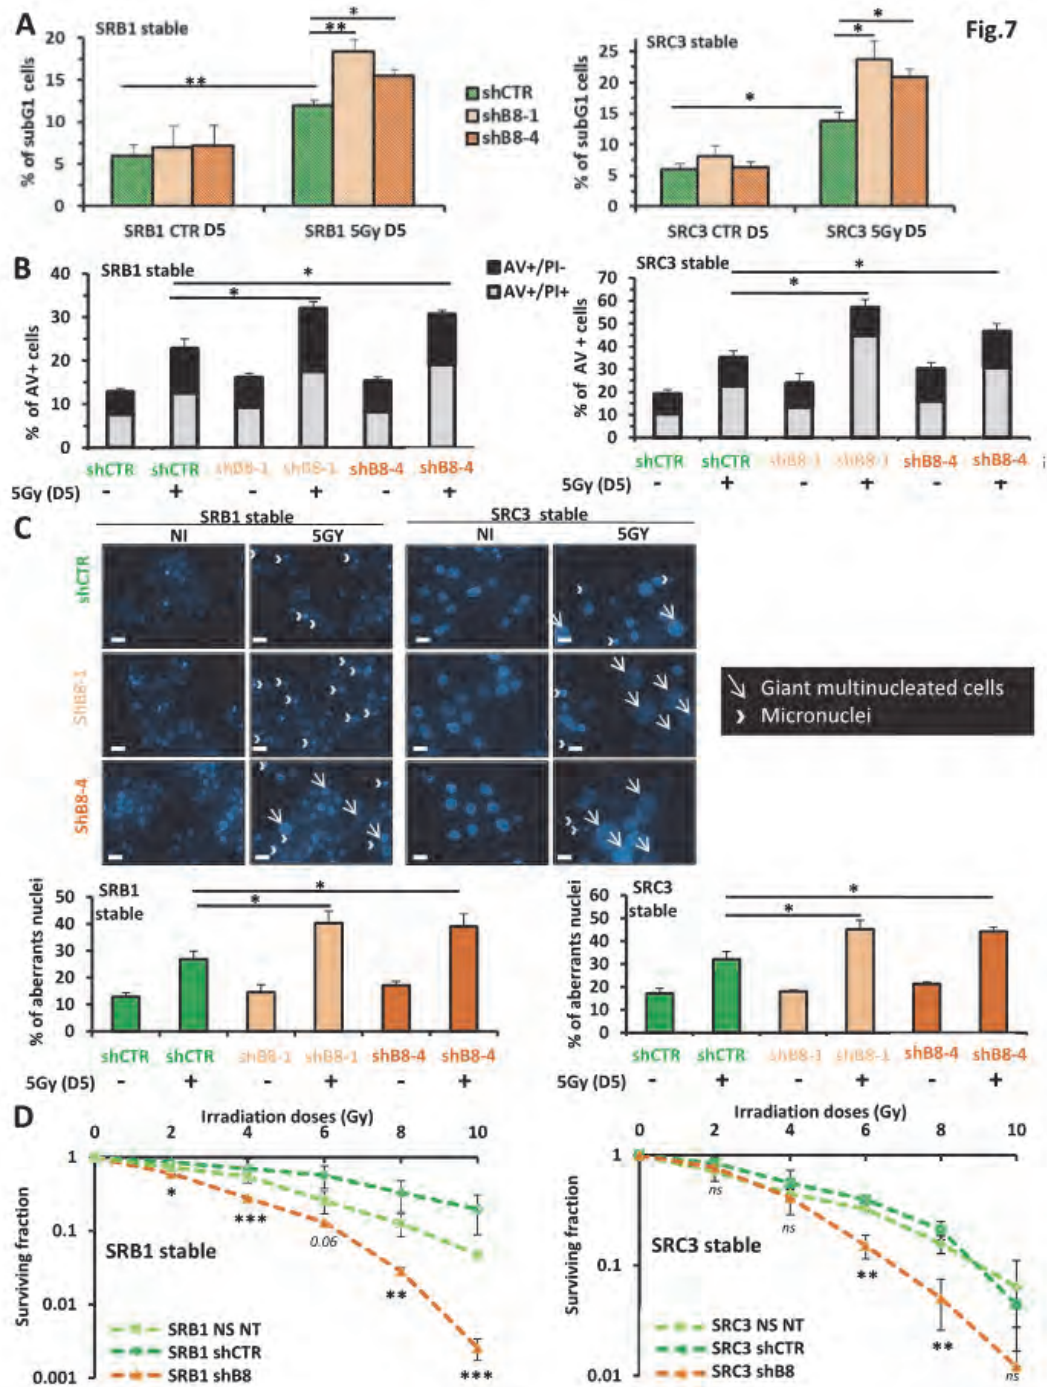 A
SRB1 stable
% of subG1 cells
20
15
10
5
0
**
**
*
SRB1 CTR D5
SRB1 5Gy D5
shCTR
shB8-1
shB8-4
SRC3 stable
Fig.7
% of subG1 cells
25
20
15
10
5
0
*
*
*
SRC3 CTR D5
SRC3 5Gy D5
B
SRB1 stable
% of AV+ cells
40
30
20
10
0
*
*
AV+/PI-
AV+/PI+
shCTR shCTR shB8-1 shB8-1 shB8-4 shB8-4
5Gy (D5) - + - + - +
SRC3 stable
% of AV + cells
70
60
50
40
30
20
10
0
*
*
shCTR shCTR shB8-1 shB8-1 shB8-4 shB8-4
i
5Gy (D5) - + - + - +
C
SRB1 stable
SRC3 stable
NI 5GY NI 5GY
shCTR
ShB8-1
ShB8-4
Giant multinucleated cells
Micronuclei
SRB1
stable
% of aberrants nuclei
50
40
30
20
10
0
*
*
shCTR shCTR shB8-1 shB8-1 shB8-4 shB8-4
5Gy (D5) - + - + - +
SRC3
stable
% of aberrants nuclei
60
50
40
30
20
10
0
*
*
shCTR shCTR shB8-1 shB8-1 shB8-4 shB8-4
5Gy (D5) - + - + - +
D
Irradiation doses (Gy)
0 2 4 6 8 10
Surviving fraction
1
0.1
0.01
0.001
*
***
0.06
**
***
SRB1 stable
SRB1 NS NT
SRB1 shCTR
SRB1 shB8
Irradiation doses (Gy)
0 2 4 6 8 10
Surviving fraction
1
0.1
0.01
ns
ns
**
**
ns
SRC3 stable
SRC3 NS NT
SRC3 shCTR
SRC3 shB8